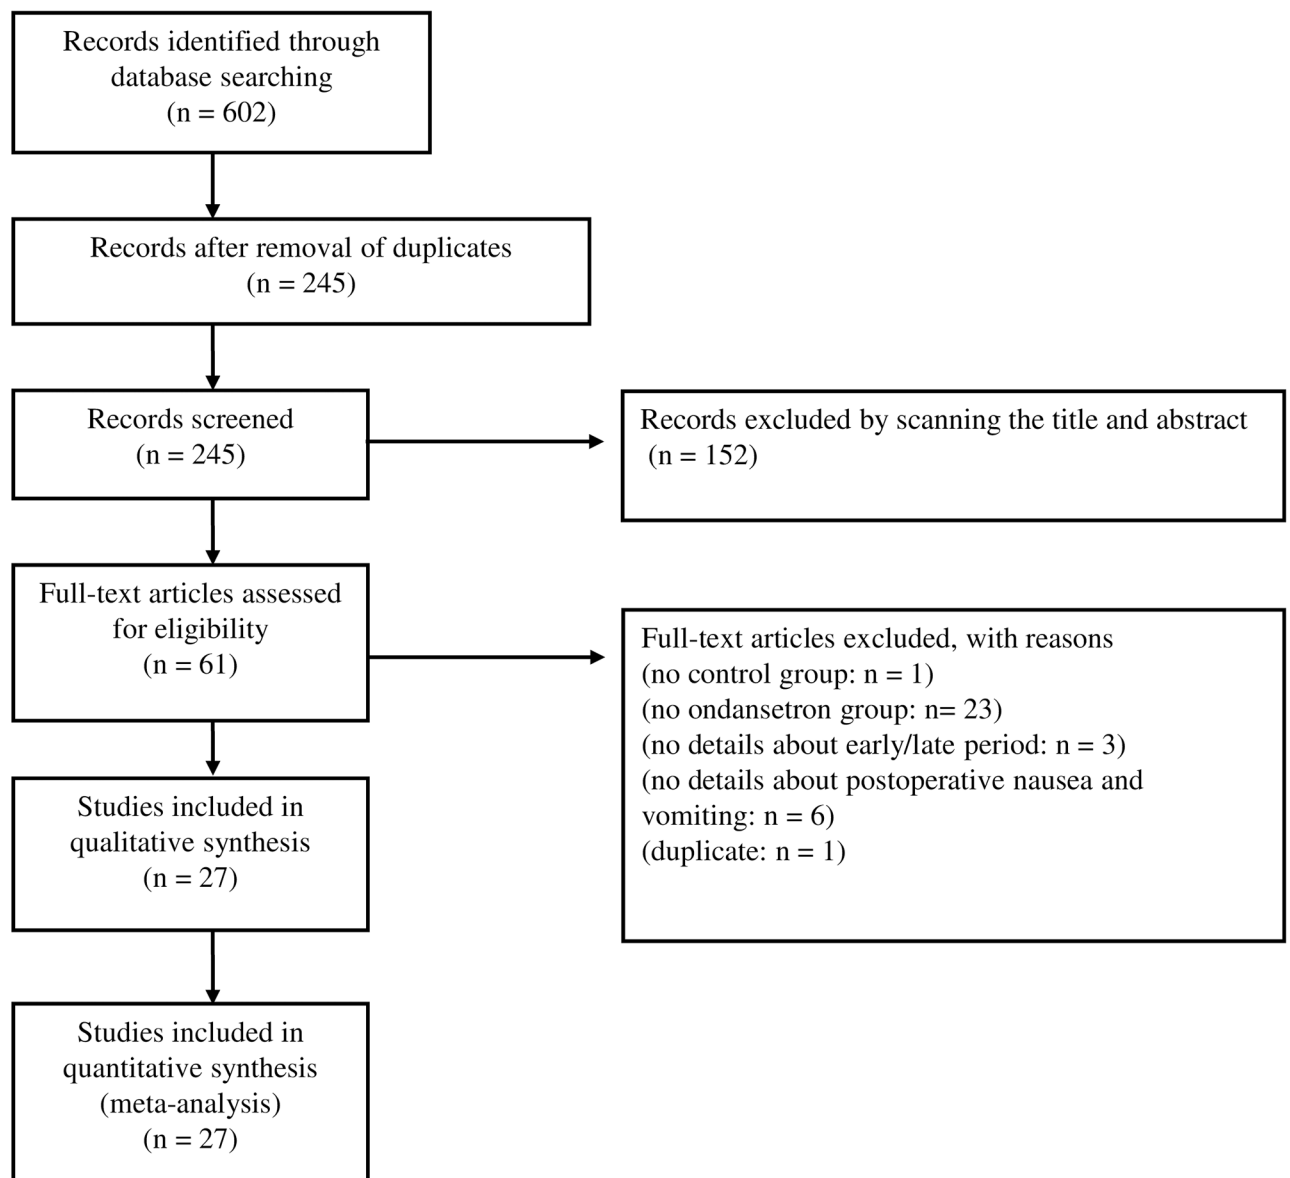 Records identified through
database searching
(n = 602)
Records after removal of duplicates
(n = 245)
Records screened
(n = 245)
Records excluded by scanning the title and abstract
(n = 152)
Full-text articles assessed
for eligibility
(n = 61)
Full-text articles excluded, with reasons
(no control group: n = 1)
(no ondansetron group: n= 23)
(no details about early/late period: n = 3)
(no details about postoperative nausea and
vomiting: n = 6)
(duplicate: n = 1)
Studies included in
qualitative synthesis
(n = 27)
Studies included in
quantitative synthesis
(meta-analysis)
(n = 27)